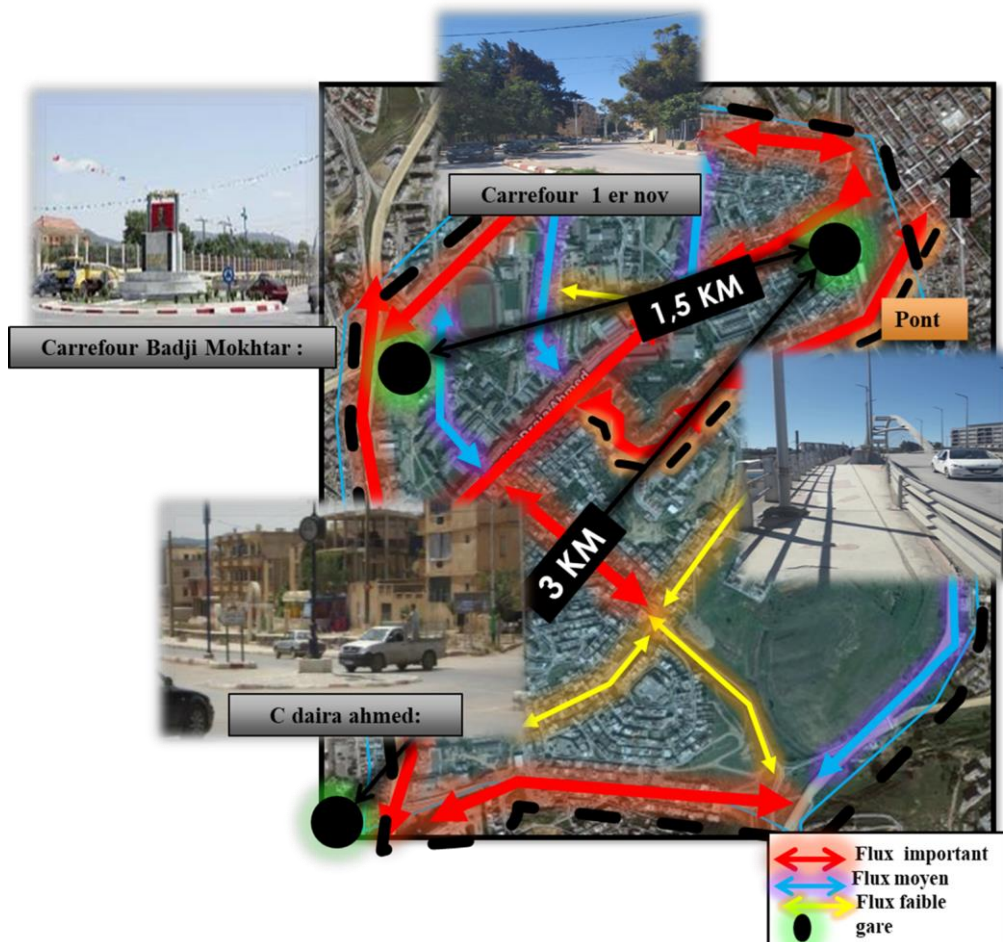 Carrefour 1 er nov
Carrefour Badji Mokhtar :
1,5 KM
Pont
3 KM
C daira ahmed:
Flux important
Flux moyen
Flux faible
gare